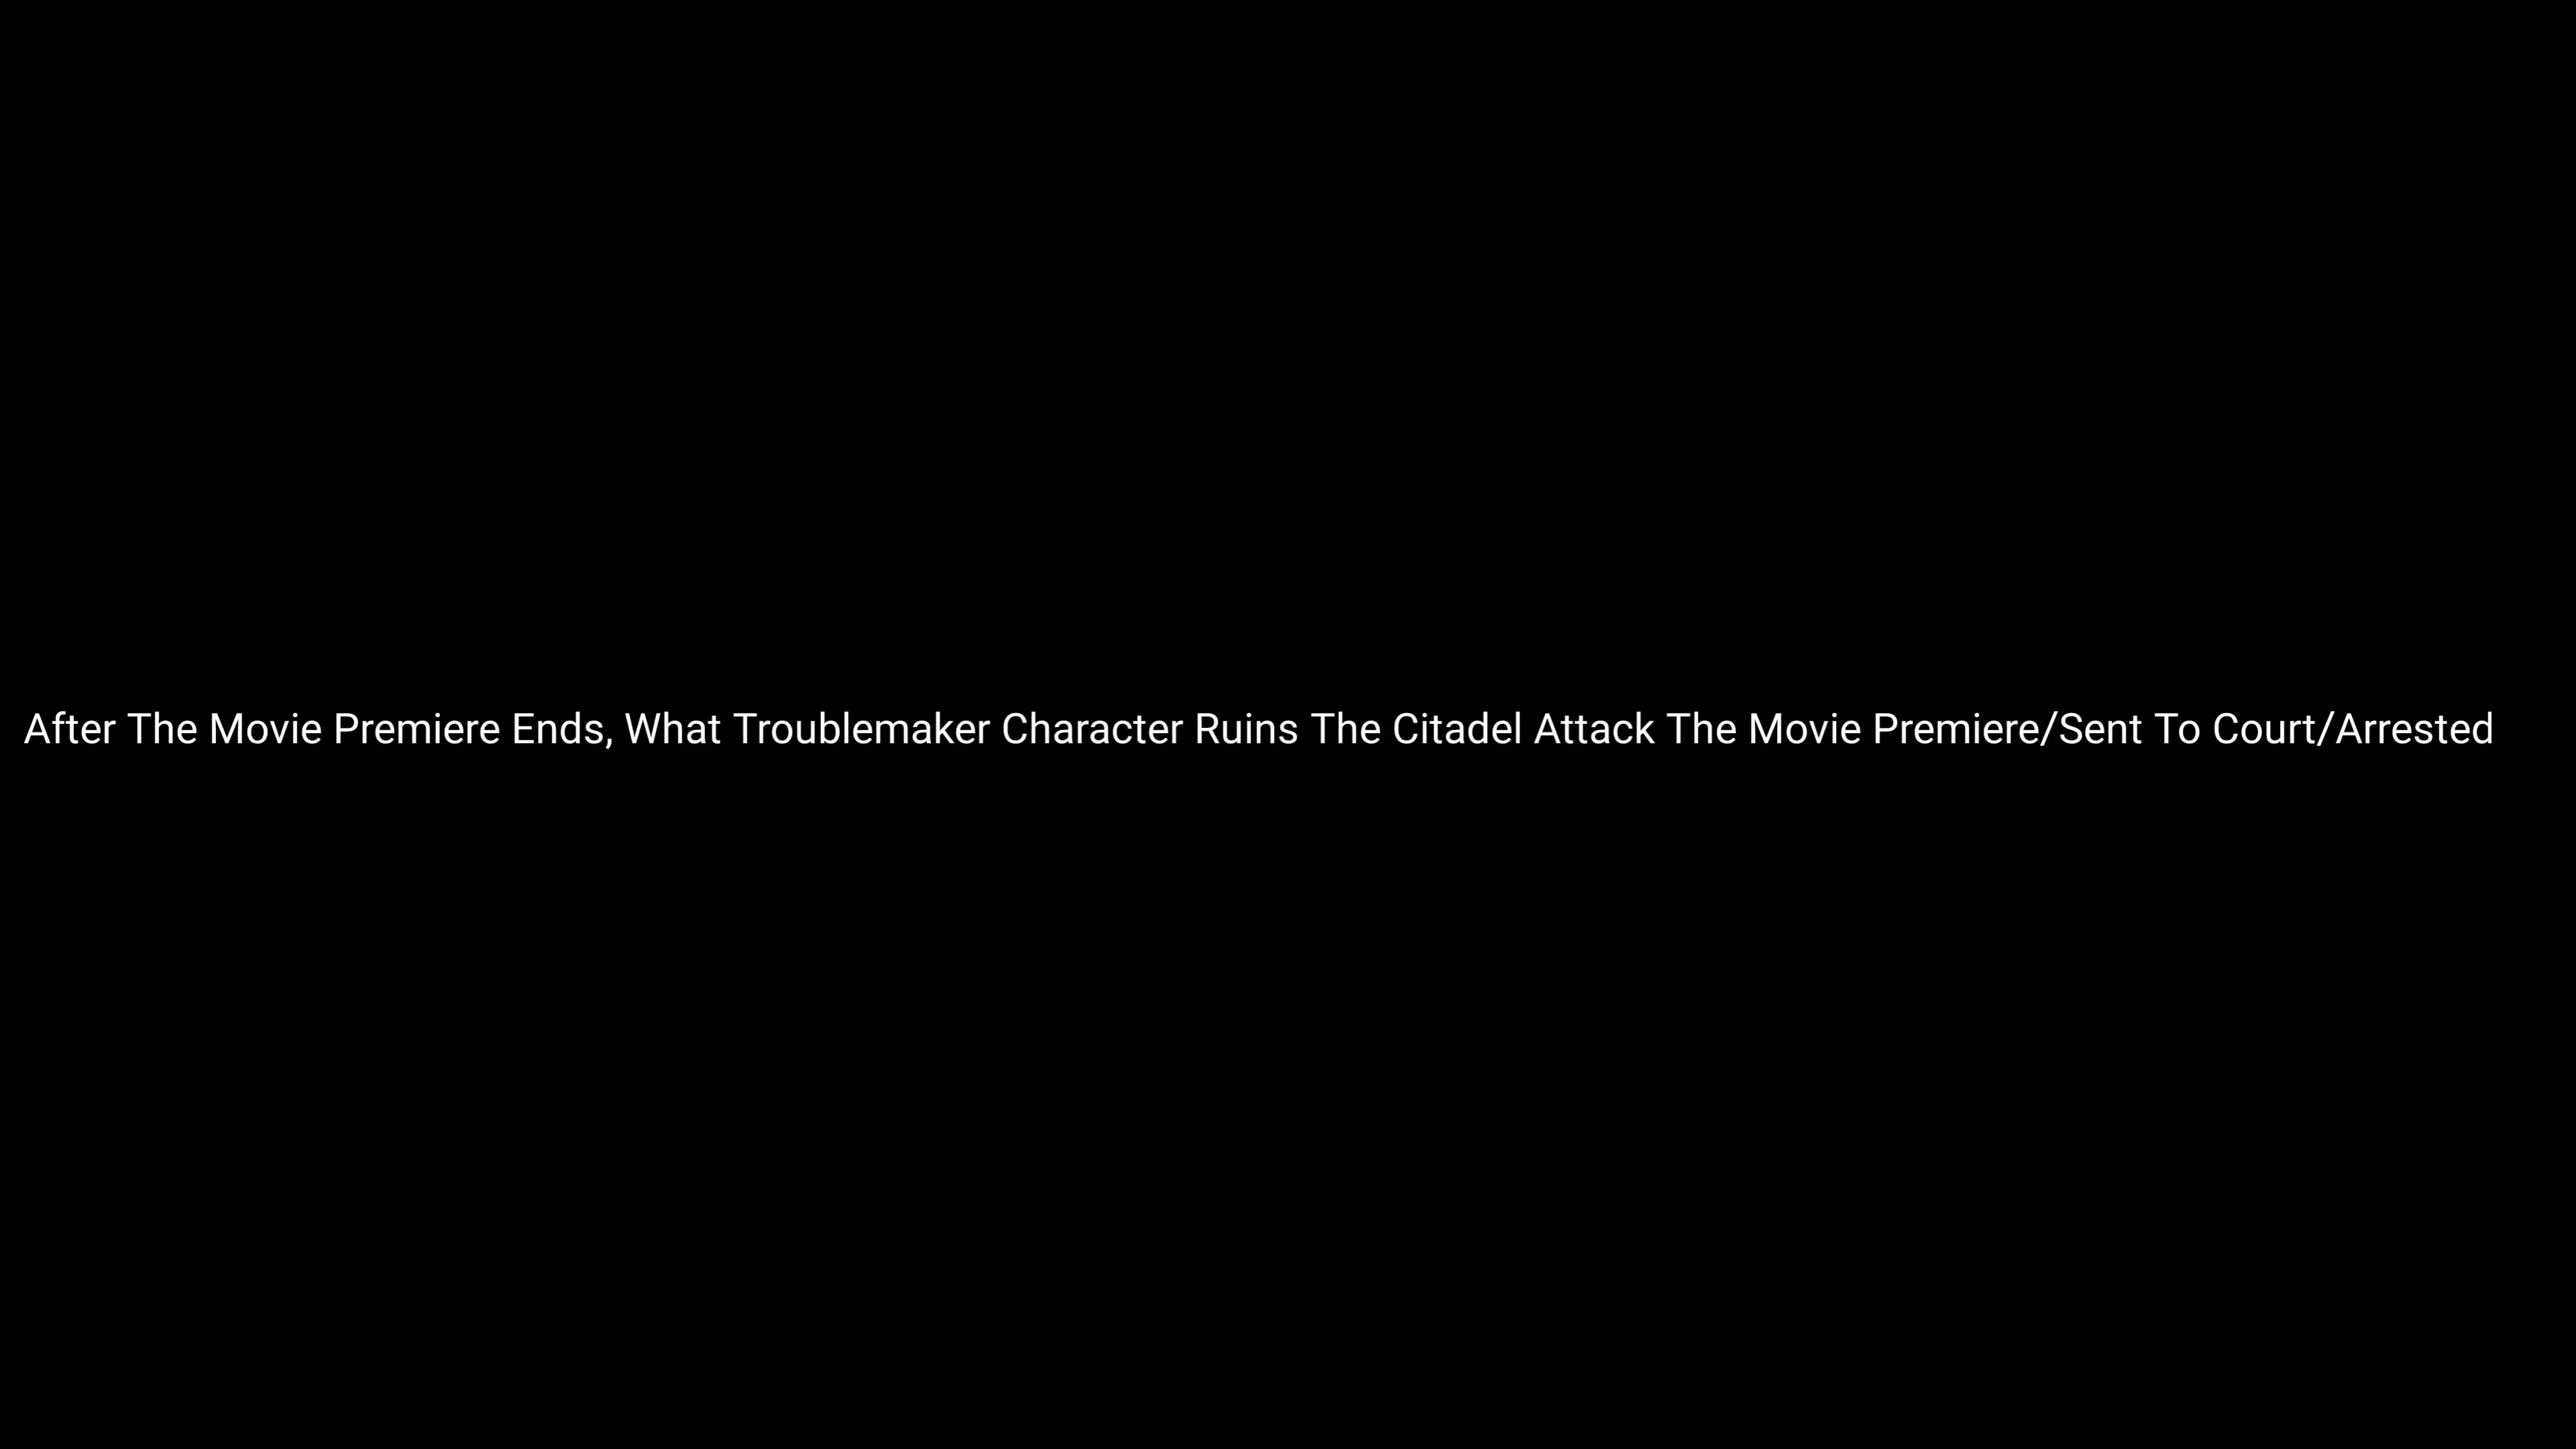 After The Movie Premiere Ends, What Troublemaker Character Ruins The Citadel Attack The Movie Premiere/Sent To Court/Arrested